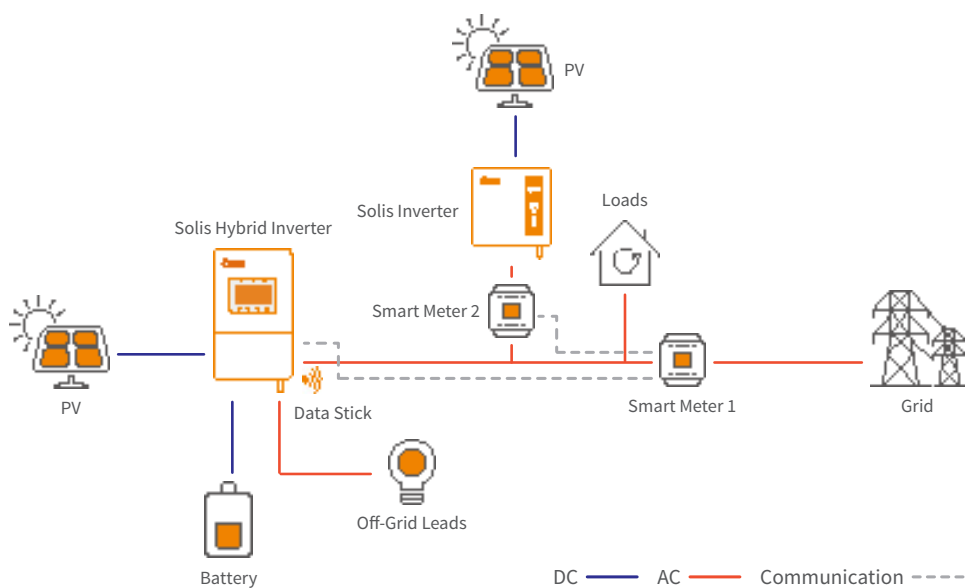 PV
Solis Inverter
Loads
Solis Hybrid Inverter
Smart Meter 2
PV
Data Stick
Smart Meter 1
Grid
Off-Grid Leads
Battery
DC
AC
Communication